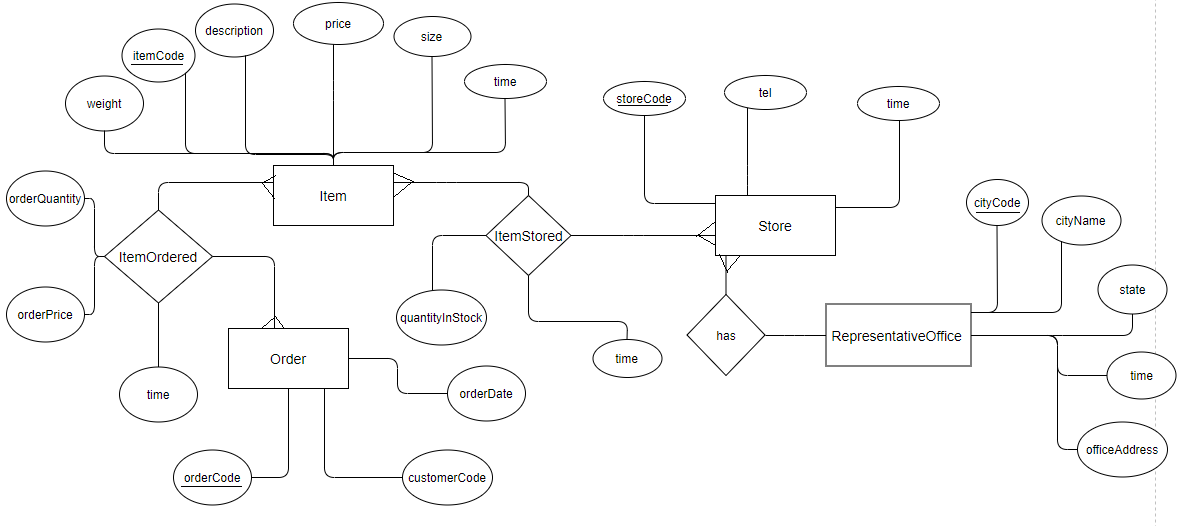 price
description
size
itemCode
time
weight
tel
storeCode
time
Item
orderQuantity
cityCode
cityName
Store
ItemStored
ItemOrdered
state
orderPrice
quantityInStock
has
RepresentativeOffice
Order
time
time
time
orderDate
officeAddress
orderCode
customerCode